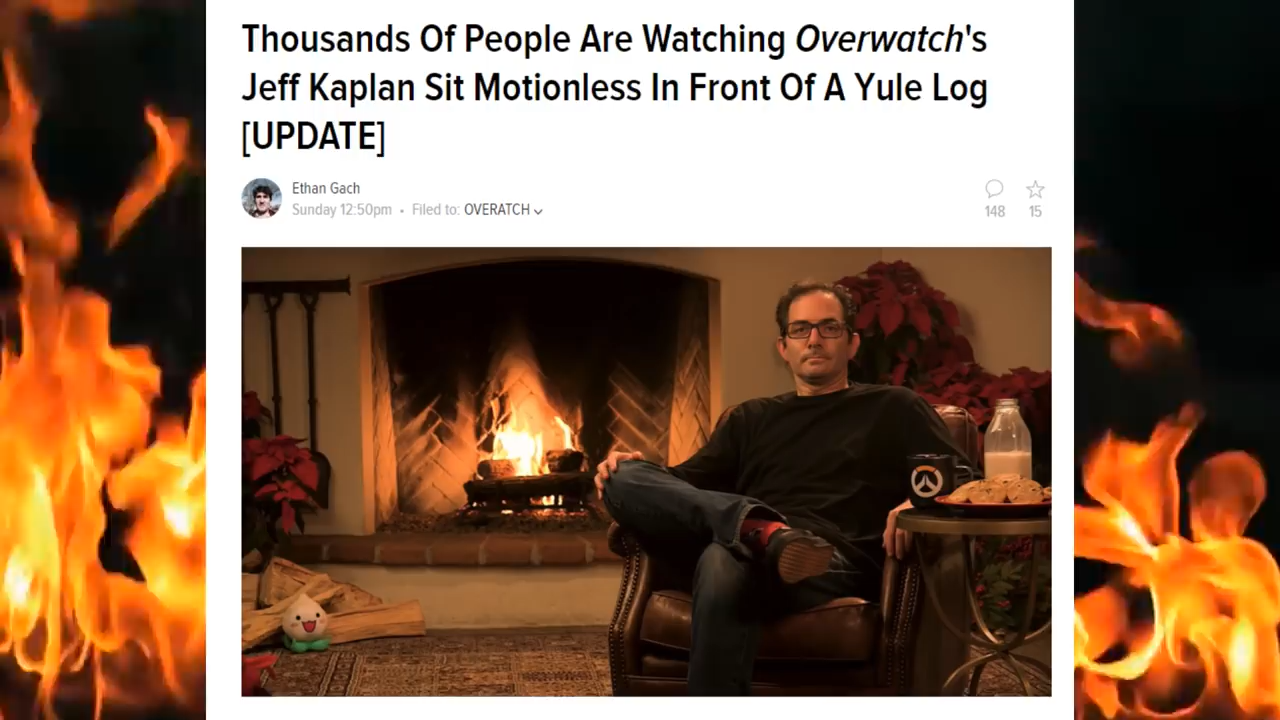 Thousands Of People Are Watching Overwatch's
Jeff Kaplan Sit Motionless In Front Of A Yule Log
[UPDATE]
Ethan Gach
Sunday 12:50pm • Filed to: OVERATCH
148 15